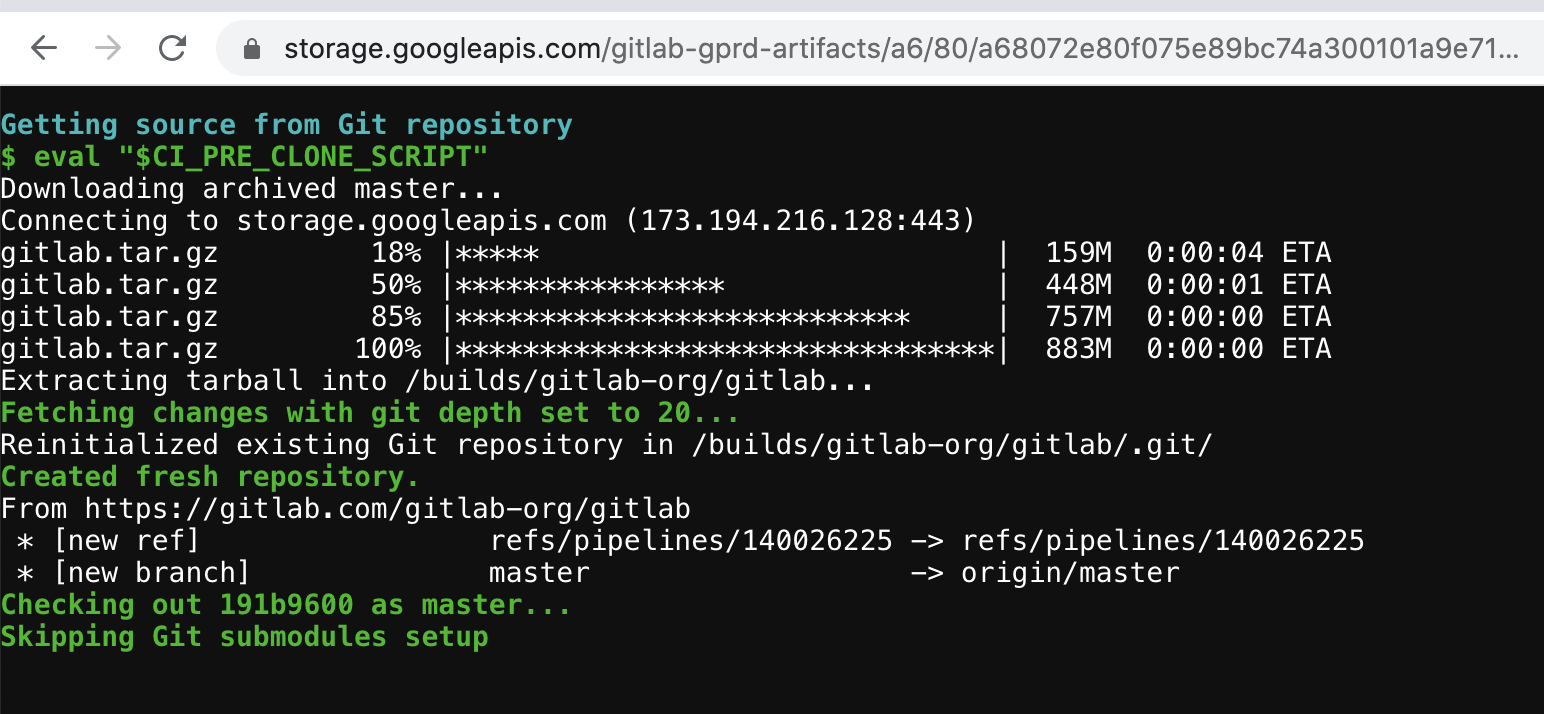 storage.googleapis.com/gitlab-gprd-artifacts/a6/80/a68072e80f075e89bc74a300101a9e71...
Getting source from Git repository
$ eval "$CI_PRE_CLONE_SCRIPT"
Downloading archived master...
Connecting to storage.googleapis.com (173.194.216.128:443)
gitlab.tar.gz         18% |*****                           |  159M  0:00:04 ETA
gitlab.tar.gz         50% |****************                |  448M  0:00:01 ETA
gitlab.tar.gz         85% |***************************     |  757M  0:00:00 ETA
gitlab.tar.gz        100% |********************************|  883M  0:00:00 ETA
Extracting tarball into /builds/gitlab-org/gitlab...
Fetching changes with git depth set to 20...
Reinitialized existing Git repository in /builds/gitlab-org/gitlab/.git/
Created fresh repository.
From https://gitlab.com/gitlab-org/gitlab
 * [new ref]                 refs/pipelines/140026225 -> refs/pipelines/140026225
 * [new branch]              master                   -> origin/master
Checking out 191b9600 as master...
Skipping Git submodules setup